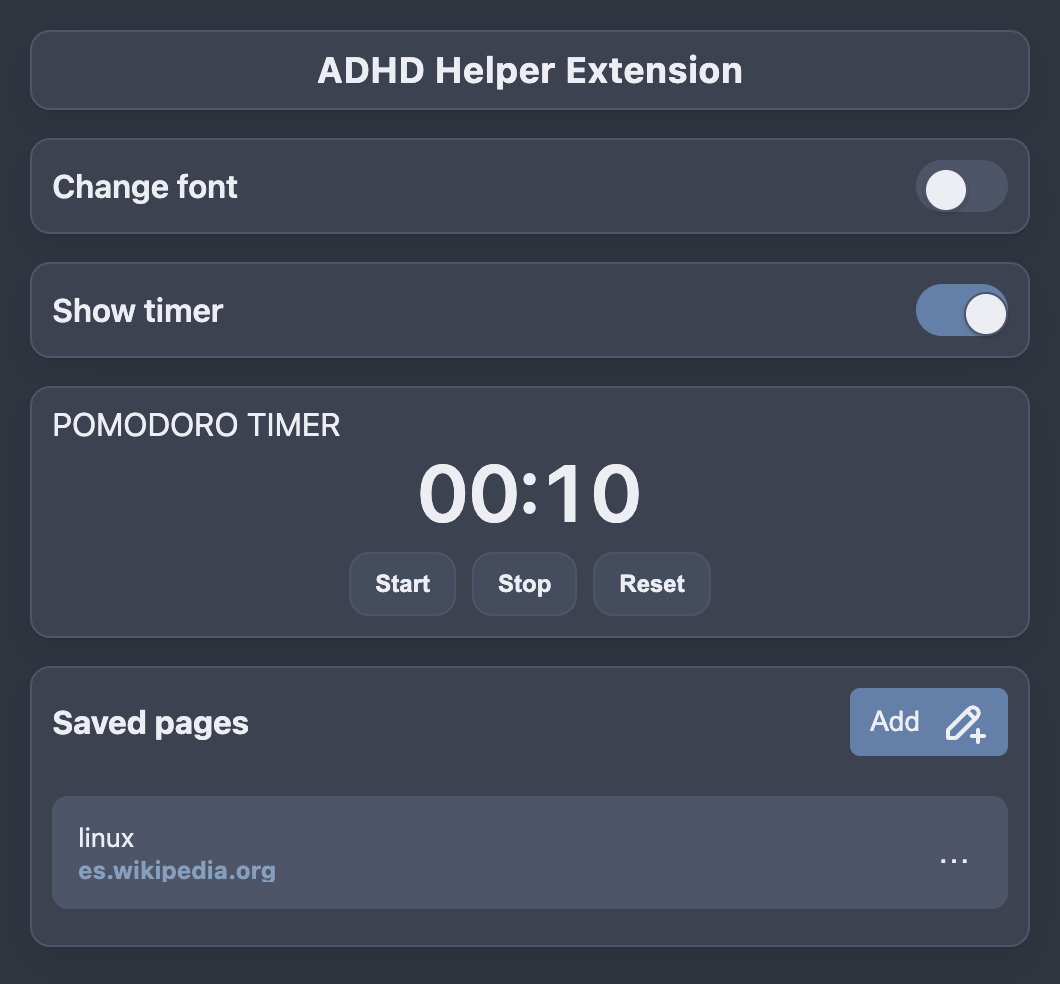 ADHD Helper Extension
Change font
Show timer
POMODORO TIMER
00:10
Start Stop Reset
Saved pages Add
linux
es.wikipedia.org
...